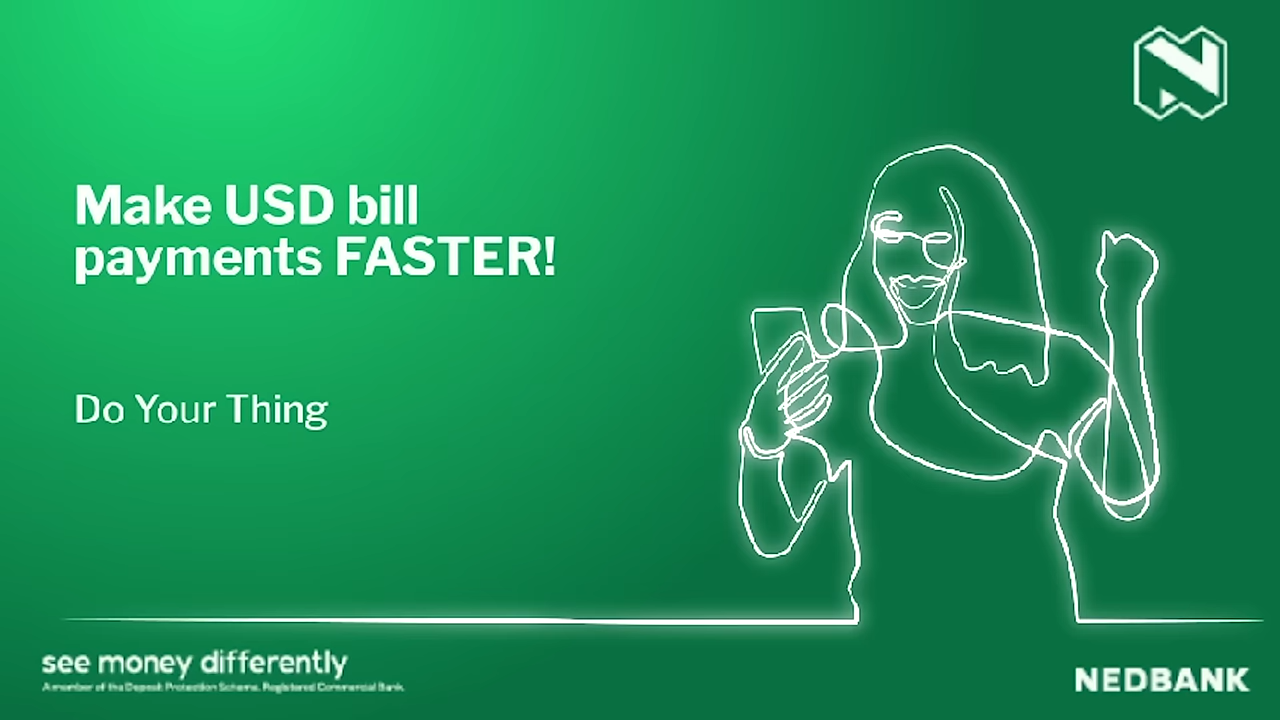 Make USD bill
payments FASTER!
Do Your Thing
see money differently
A member of the Deposit Protection Scheme. Registered Commercial Bank.
NEDBANK